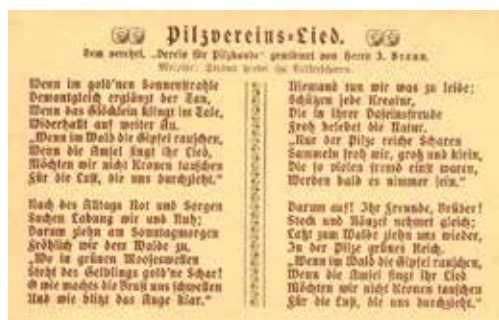 Pilzvereins-Lied.
Dem verehrl. „Verein für Pilzkunde" gewidmet von Herrn J. Braun.
Melodie: Strömt herbei ihr Völkerscharen.
Wenn im gold'nen Sonnenstrahle
Demantgleich erglänzt der Tau,
Wenn das Glöcklein klingt im Tale,
Widerhallt auf weiter Au.
„Wenn im Wald die Gipfel rauschen,
Wenn die Amsel singt ihr Lied,
Möchten wir nicht Kronen tauschen
Für die Lust, die uns durchzieht."
Nach des Alltags Not und Sorgen
Suchen Labung wir und Ruh;
Darum ziehn am Sonntagmorgen
Fröhlich wir dem Walde zu,
„Wo in grünen Mooseswellen
Steht des Gelblings gold'ne Schar!
O wie machts die Brust uns schwellen
Und wie blitzt das Auge klar."
Niemand tun wir was zu leide;
Schützen jede Kreatur,
Die in ihrer Daseinsfreude
Froh belebet die Natur.
„Nur der Pilze reiche Scharen
Sammeln froh wir, groß und klein,
Die so vielen fremd einst waren,
Werden bald es nimmer sein."
Darum auf! Ihr Freunde, Brüder!
Stock und Ränzel nehmet gleich;
Laßt zum Walde ziehn uns wieder,
In der Pilze grünes Reich.
„Wenn im Wald die Gipfel rauschen,
Wenn die Amsel singt ihr Lied
Möchten wir nicht Kronen tauschen
Für die Lust, die uns durchzieht."